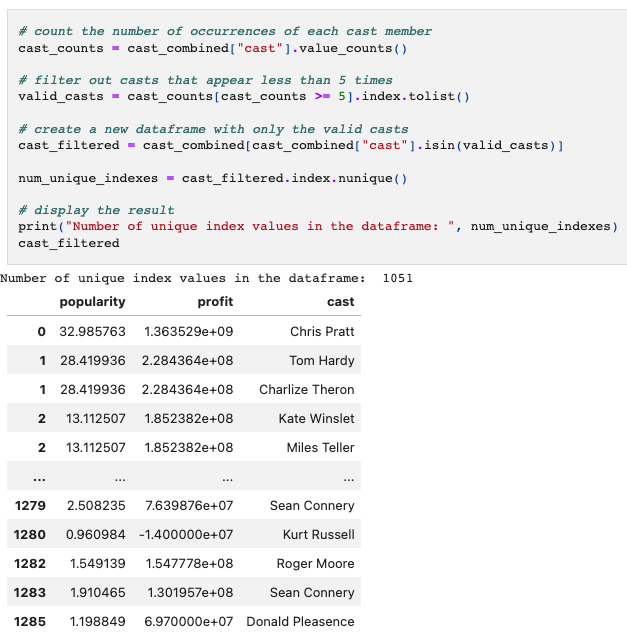 # count the number of occurrences of each cast member
cast_counts = cast_combined["cast"].value_counts()
# filter out casts that appear less than 5 times
valid_casts = cast_counts[cast_counts >= 5].index.tolist()
# create a new dataframe with only the valid casts
cast_filtered = cast_combined[cast_combined["cast"].isin(valid_casts)]
num_unique_indexes = cast_filtered.index.nunique()
# display the result
print("Number of unique index values in the dataframe: ", num_unique_indexes)
cast_filtered
Number of unique index values in the dataframe:  1051
popularity profit cast
0 32.985763 1.363529e+09 Chris Pratt
1 28.419936 2.284364e+08 Tom Hardy
1 28.419936 2.284364e+08 Charlize Theron
2 13.112507 1.852382e+08 Kate Winslet
2 13.112507 1.852382e+08 Miles Teller
... ... ... ...
1279 2.508235 7.639876e+07 Sean Connery
1280 0.960984 -1.400000e+07 Kurt Russell
1282 1.549139 1.547778e+08 Roger Moore
1283 1.910465 1.301957e+08 Sean Connery
1285 1.198849 6.970000e+07 Donald Pleasence